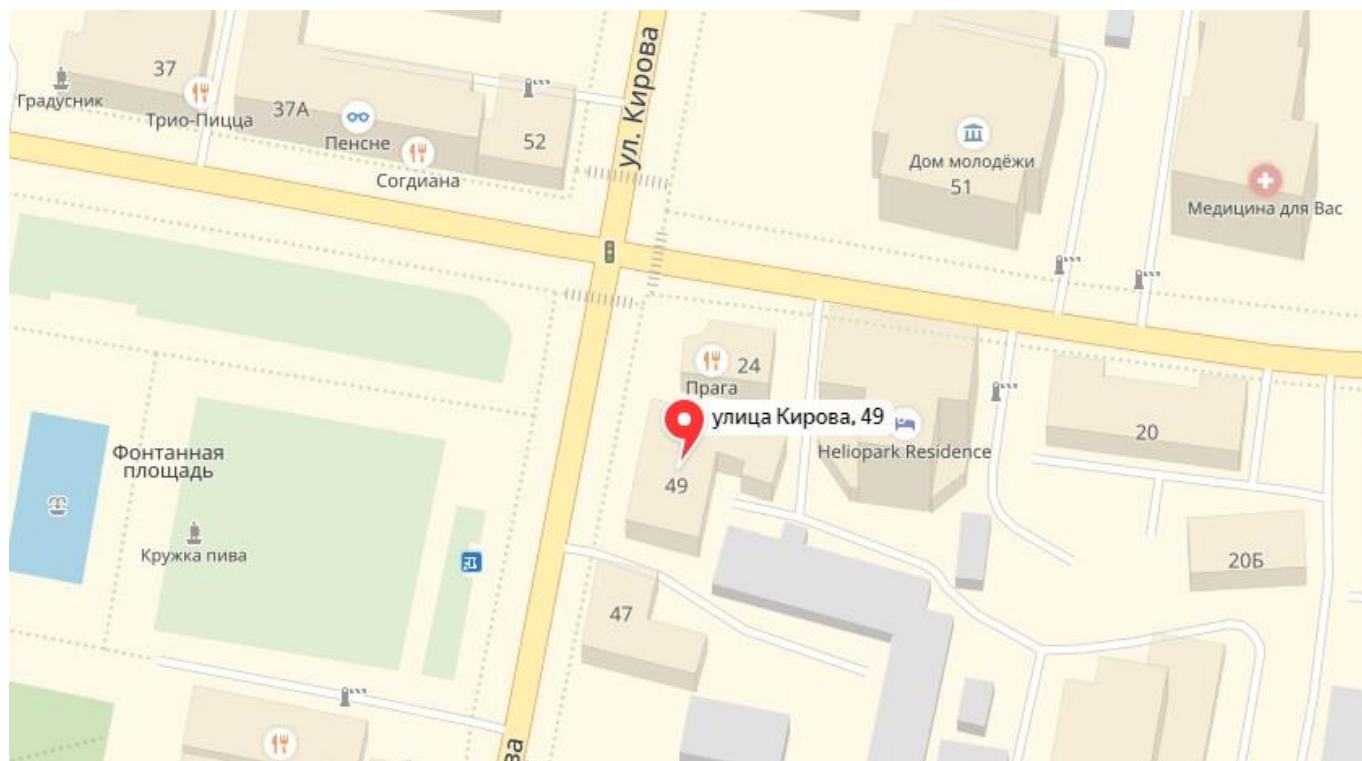 37
Градусник
Трио-Пицца
37А
Пенсне
Согдиана
52
ул. Кирова
Дом молодёжи
51
Медицина для Вас
24
Прага
улица Кирова, 49
49
Heliopark Residence
20
Фонтанная
площадь
Кружка пива
47
20Б
ва